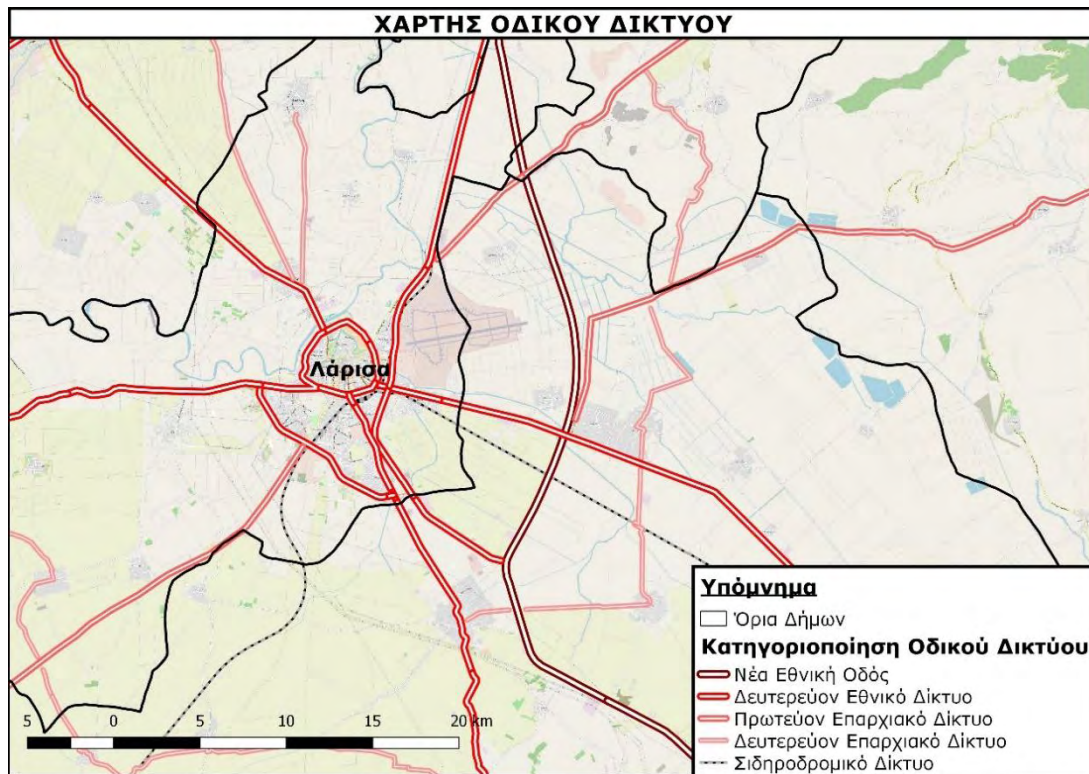 ΧΑΡΤΗΣ ΟΔΙΚΟΥ ΔΙΚΤΥΟΥ
Λάρισα
Υπόμνημα
Όρια Δήμων
Κατηγοριοποίηση Οδικού Δικτύου
Νέα Εθνική Οδός
Δευτερεύον Εθνικό Δίκτυο
Πρωτεύον Επαρχιακό Δίκτυο
Δευτερεύον Επαρχιακό Δίκτυο
Σιδηροδρομικό Δίκτυο
5 0 5 10 15 20 km